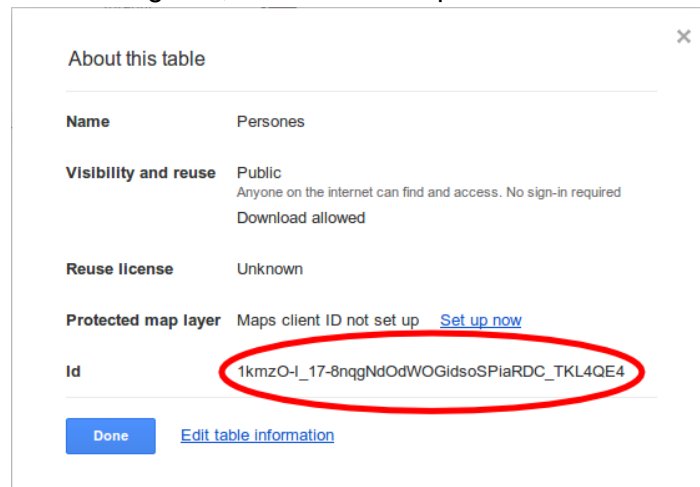 About this table
Name Persones
Visibility and reuse Public
Anyone on the internet can find and access. No sign-in required
Download allowed
Reuse license Unknown
Protected map layer Maps client ID not set up Set up now
Id 1kmzO-I_17-8nqgNdOdWOGidsoSPiaRDC_TKL4QE4
Done Edit table information